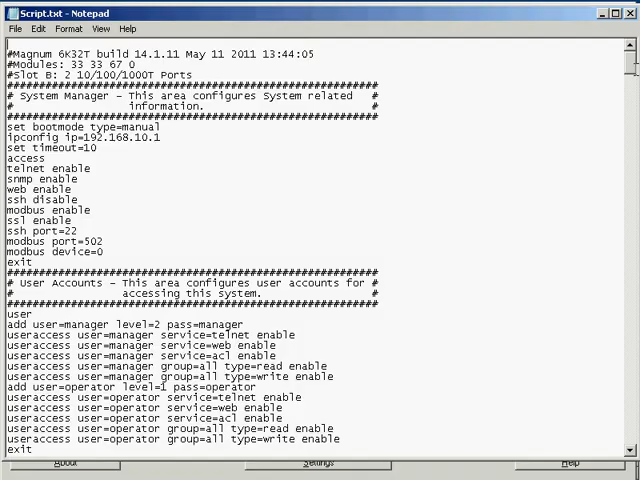 Script.txt - Notepad
File Edit Format View Help
#Magnum 6K32T build 14.1.11 May 11 2011 13:44:05
#Modules: 33 33 67 0
#Slot B: 2 10/100/1000T Ports
##########################################################
# System Manager - This area configures System related #
# information. #
##########################################################
set bootmode type=manual
ipconfig ip=192.168.10.1
set timeout=10
access
telnet enable
snmp enable
web enable
ssh disable
modbus enable
ssl enable
ssh port=22
modbus port=502
modbus device=0
exit
##########################################################
# User Accounts - This area configures user accounts for #
# accessing this system. #
##########################################################
user
add user=manager level=2 pass=manager
useraccess user=manager service=telnet enable
useraccess user=manager service=web enable
useraccess user=manager service=acl enable
useraccess user=manager group=all type=read enable
useraccess user=manager group=all type=write enable
add user=operator level=1 pass=operator
useraccess user=operator service=telnet enable
useraccess user=operator service=web enable
useraccess user=operator service=acl enable
useraccess user=operator group=all type=read enable
useraccess user=operator group=all type=write enable
exit
About Settings Help